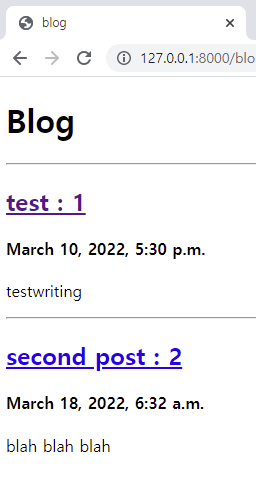 blog
127.0.0.1:8000/blo
Blog
test : 1
March 10, 2022, 5:30 p.m.
testwriting
second post : 2
March 18, 2022, 6:32 a.m.
blah blah blah